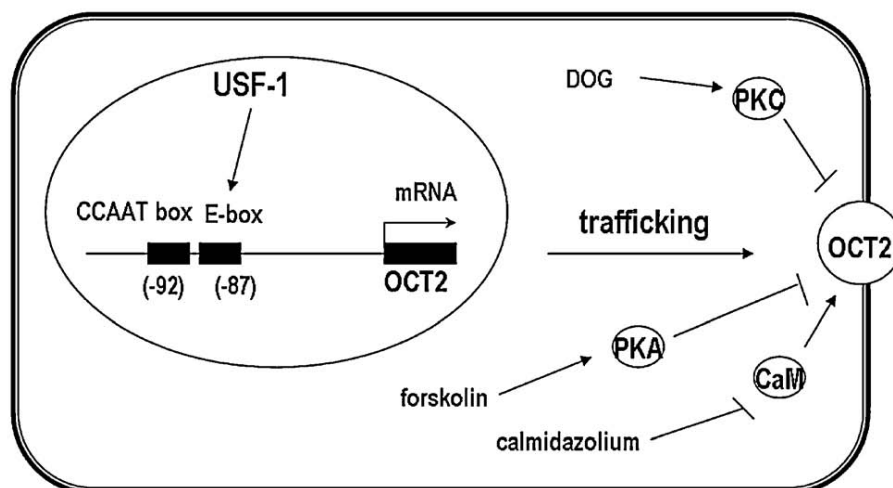 USF-1
DOG
PKC
mRNA
CCAAT box E-box
trafficking
OCT2
(-92) (-87) OCT2
PKA
CaM
forskolin
calmidazolium